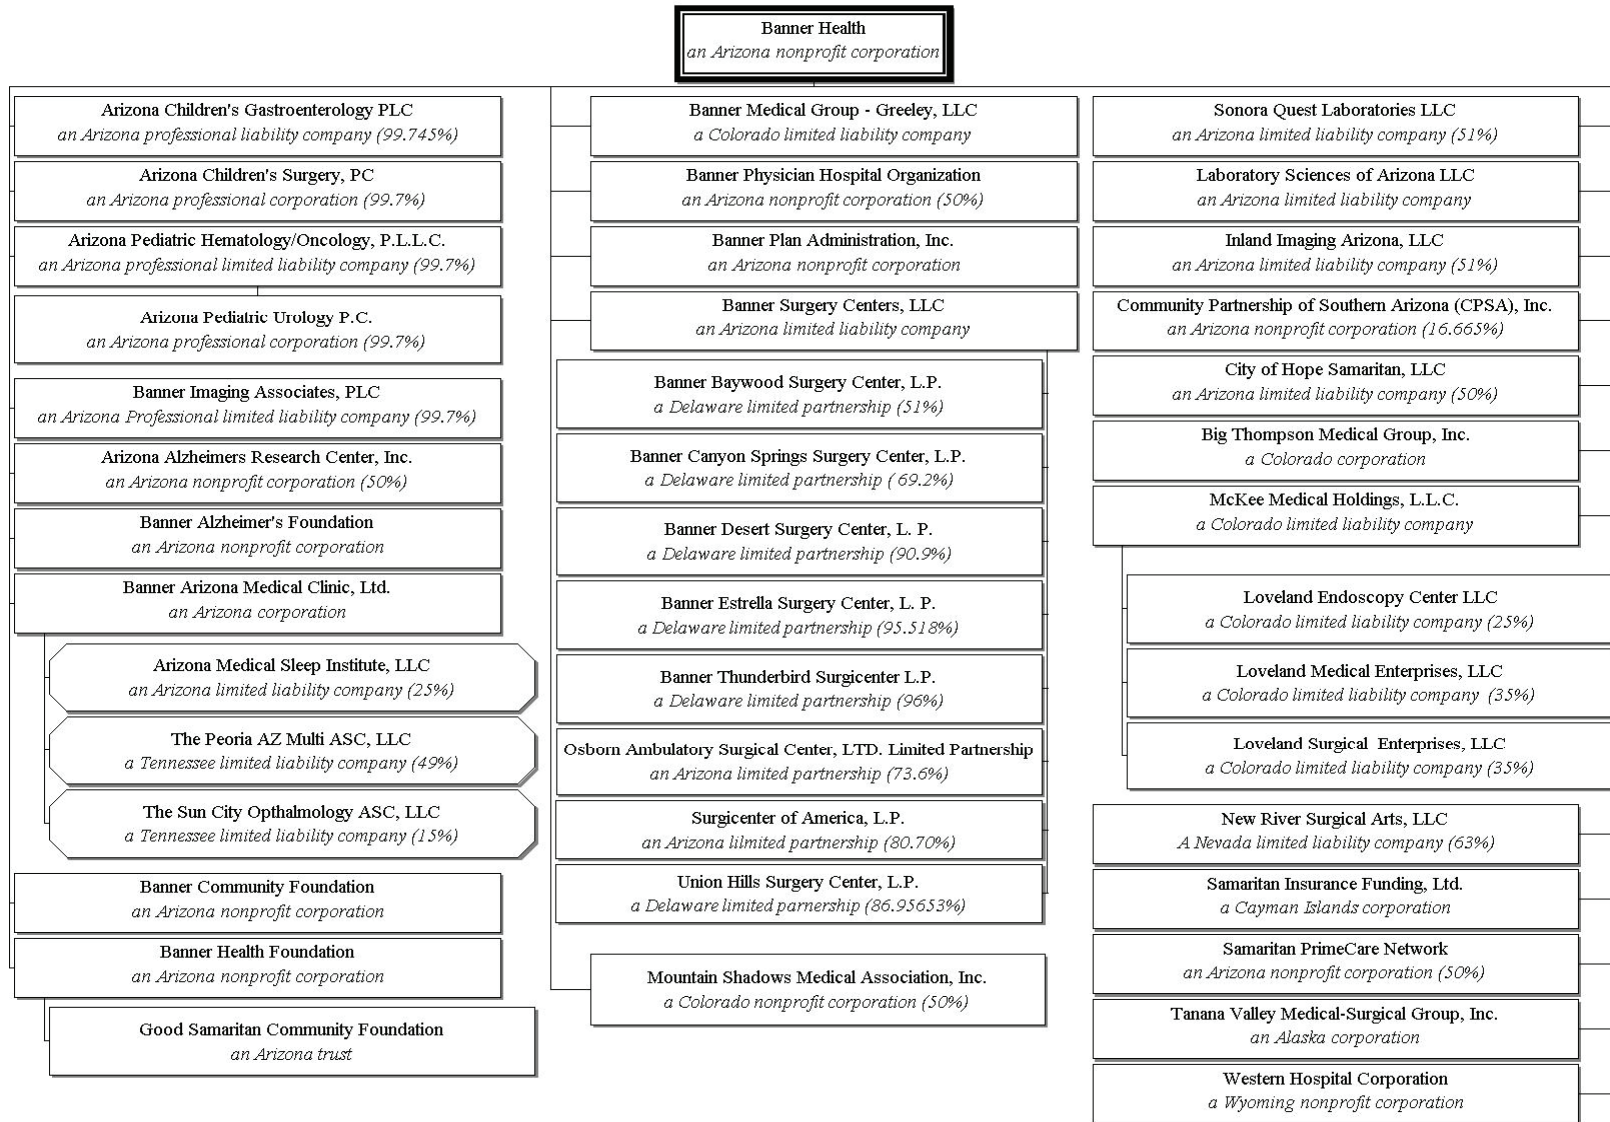 Banner Health
an Arizona nonprofit corporation
Arizona Children's Gastroenterology PLC
an Arizona professional liability company (99.745%)
Arizona Children's Surgery, PC
an Arizona professional corporation (99.7%)
Arizona Pediatric Hematology/Oncology, P.L.L.C.
an Arizona professional limited liability company (99.7%)
Arizona Pediatric Urology P.C.
an Arizona professional corporation (99.7%)
Banner Imaging Associates, PLC
an Arizona Professional limited liability company (99.7%)
Arizona Alzheimers Research Center, Inc.
an Arizona nonprofit corporation (50%)
Banner Alzheimer's Foundation
an Arizona nonprofit corporation
Banner Arizona Medical Clinic, Ltd.
an Arizona corporation
Arizona Medical Sleep Institute, LLC
an Arizona limited liability company (25%)
The Peoria AZ Multi ASC, LLC
a Tennessee limited liability company (49%)
The Sun City Opthalmology ASC, LLC
a Tennessee limited liability company (15%)
Banner Community Foundation
an Arizona nonprofit corporation
Banner Health Foundation
an Arizona nonprofit corporation
Good Samaritan Community Foundation
an Arizona trust
Banner Medical Group - Greeley, LLC
a Colorado limited liability company
Banner Physician Hospital Organization
an Arizona nonprofit corporation (50%)
Banner Plan Administration, Inc.
an Arizona nonprofit corporation
Banner Surgery Centers, LLC
an Arizona limited liability company
Banner Baywood Surgery Center, L.P.
a Delaware limited partnership (51%)
Banner Canyon Springs Surgery Center, L.P.
a Delaware limited partnership ( 69.2%)
Banner Desert Surgery Center, L. P.
a Delaware limited partnership (90.9%)
Banner Estrella Surgery Center, L. P.
a Delaware limited partnership (95.518%)
Banner Thunderbird Surgicenter L.P.
a Delaware limited partnership (96%)
Osborn Ambulatory Surgical Center, LTD. Limited Partnership
an Arizona limited partnership (73.6%)
Surgicenter of America, L.P.
an Arizona lilmited partnership (80.70%)
Union Hills Surgery Center, L.P.
a Delaware limited parnership (86.95653%)
Mountain Shadows Medical Association, Inc.
a Colorado nonprofit corporation (50%)
Sonora Quest Laboratories LLC
an Arizona limited liability company (51%)
Laboratory Sciences of Arizona LLC
an Arizona limited liability company
Inland Imaging Arizona, LLC
an Arizona limited liability company (51%)
Community Partnership of Southern Arizona (CPSA), Inc.
an Arizona nonprofit corporation (16.665%)
City of Hope Samaritan, LLC
an Arizona limited liability company (50%)
Big Thompson Medical Group, Inc.
a Colorado corporation
McKee Medical Holdings, L.L.C.
a Colorado limited liability company
Loveland Endoscopy Center LLC
a Colorado limited liability company (25%)
Loveland Medical Enterprises, LLC
a Colorado limited liability company (35%)
Loveland Surgical Enterprises, LLC
a Colorado limited liability company (35%)
New River Surgical Arts, LLC
A Nevada limited liability company (63%)
Samaritan Insurance Funding, Ltd.
a Cayman Islands corporation
Samaritan PrimeCare Network
an Arizona nonprofit corporation (50%)
Tanana Valley Medical-Surgical Group, Inc.
an Alaska corporation
Western Hospital Corporation
a Wyoming nonprofit corporation